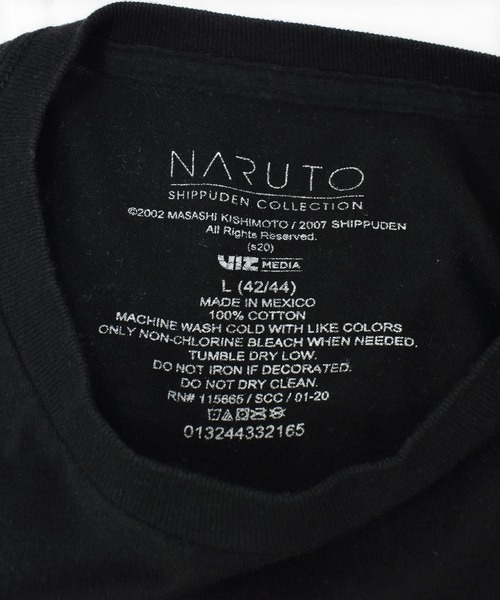 NARUTO
SHIPPUDEN COLLECTION
©2002 MASASHI KISHIMOTO / 2007 SHIPPUDEN
All Rights Reserved.
(s20)
VIZ MEDIA
L (42/44)
MADE IN MEXICO
100% COTTON
MACHINE WASH COLD WITH LIKE COLORS
ONLY NON-CHLORINE BLEACH WHEN NEEDED.
TUMBLE DRY LOW.
DO NOT IRON IF DECORATED.
DO NOT DRY CLEAN.
RN# 115665 / SCC / 01-20
013244332165